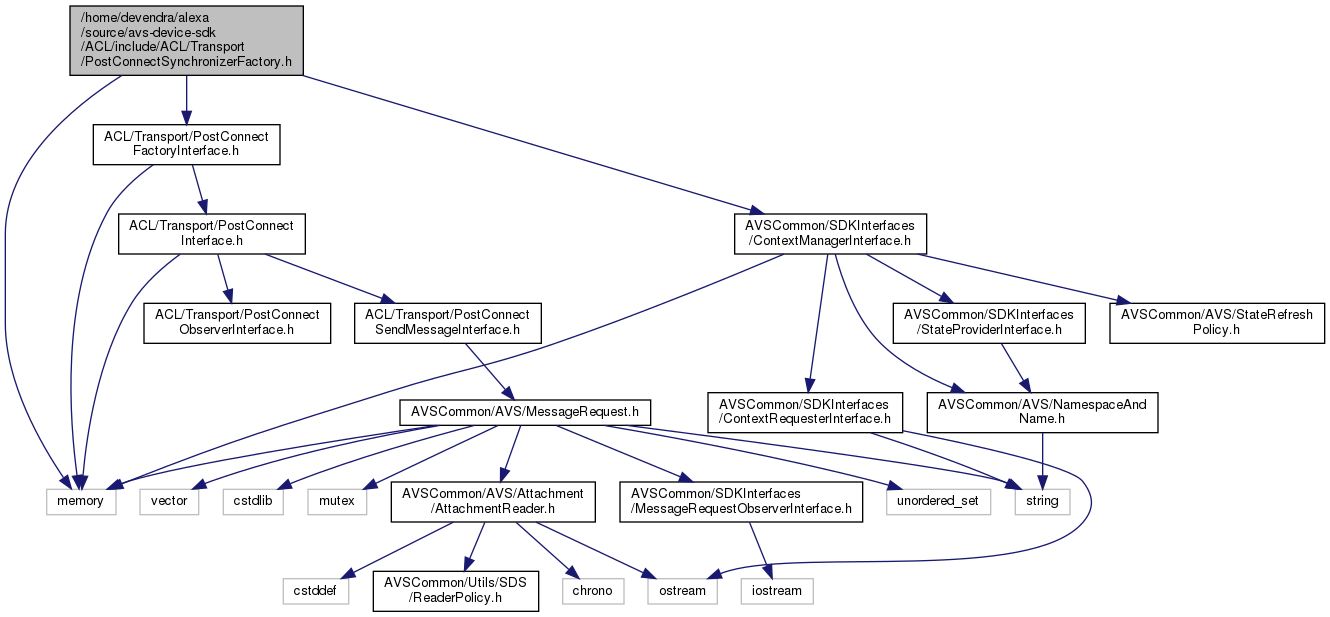 /home/devendra/alexa
/source/avs-device-sdk
/ACL/include/ACL/Transport
/PostConnectSynchronizerFactory.h
ACL/Transport/PostConnect
FactoryInterface.h
ACL/Transport/PostConnect
Interface.h
AVSCommon/SDKInterfaces
/ContextManagerInterface.h
ACL/Transport/PostConnect
ObserverInterface.h
ACL/Transport/PostConnect
SendMessageInterface.h
AVSCommon/SDKInterfaces
/StateProviderInterface.h
AVSCommon/AVS/StateRefresh
Policy.h
AVSCommon/AVS/MessageRequest.h
AVSCommon/SDKInterfaces
/ContextRequesterInterface.h
AVSCommon/AVS/NamespaceAnd
Name.h
memory
vector
cstdlib
mutex
AVSCommon/AVS/Attachment
/AttachmentReader.h
AVSCommon/SDKInterfaces
/MessageRequestObserverInterface.h
unordered_set
string
cstddef
AVSCommon/Utils/SDS
/ReaderPolicy.h
chrono
ostream
iostream